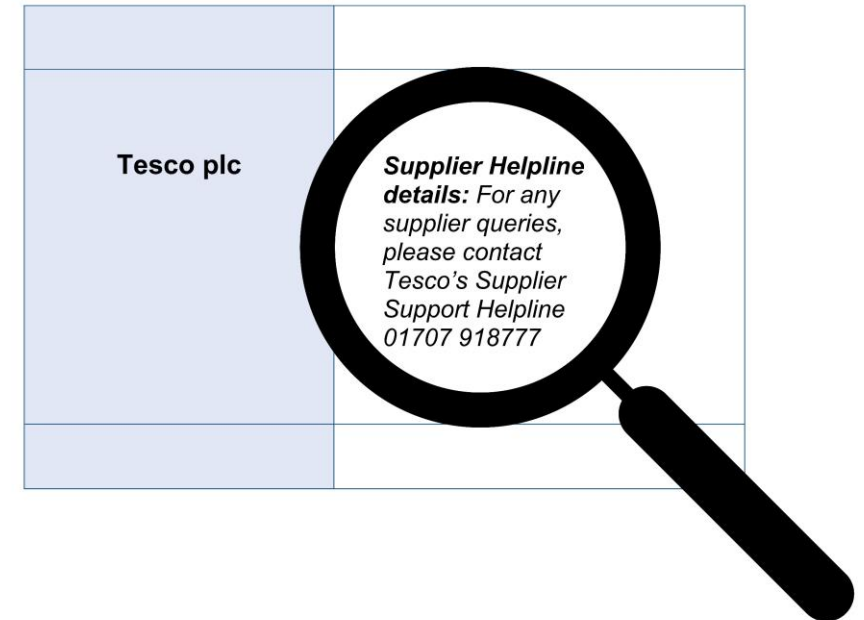 Tesco plc
Supplier Helpline
details: For any
supplier queries,
please contact
Tesco's Supplier
Support Helpline
01707 918777